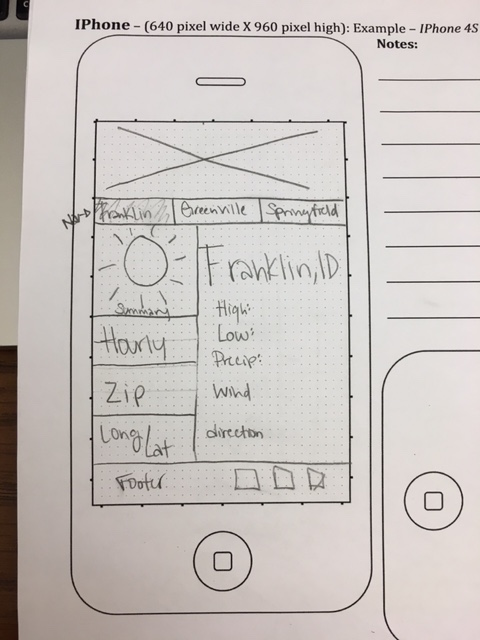 IPhone – (640 pixel wide X 960 pixel high): Example – IPhone 4S
Notes:
Nav
Franklin
Greenville
Springfield
Summary
Franklin, ID
High:
Low:
Precip:
Wind
direction
Hourly
Zip
Long Lat
Footer